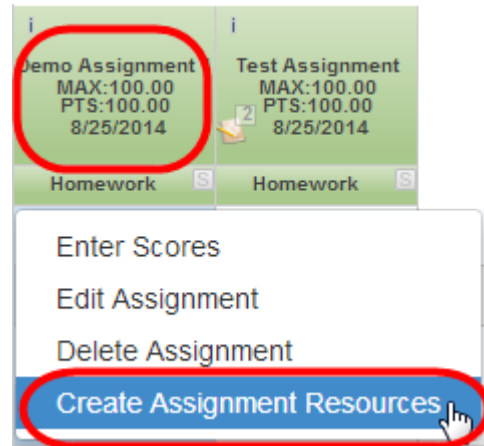 i
i
Demo Assignment
MAX:100.00
PTS:100.00
8/25/2014
Test Assignment
MAX:100.00
PTS:100.00
2
8/25/2014
Homework S
Homework S
Enter Scores
Edit Assignment
Delete Assignment
Create Assignment Resources